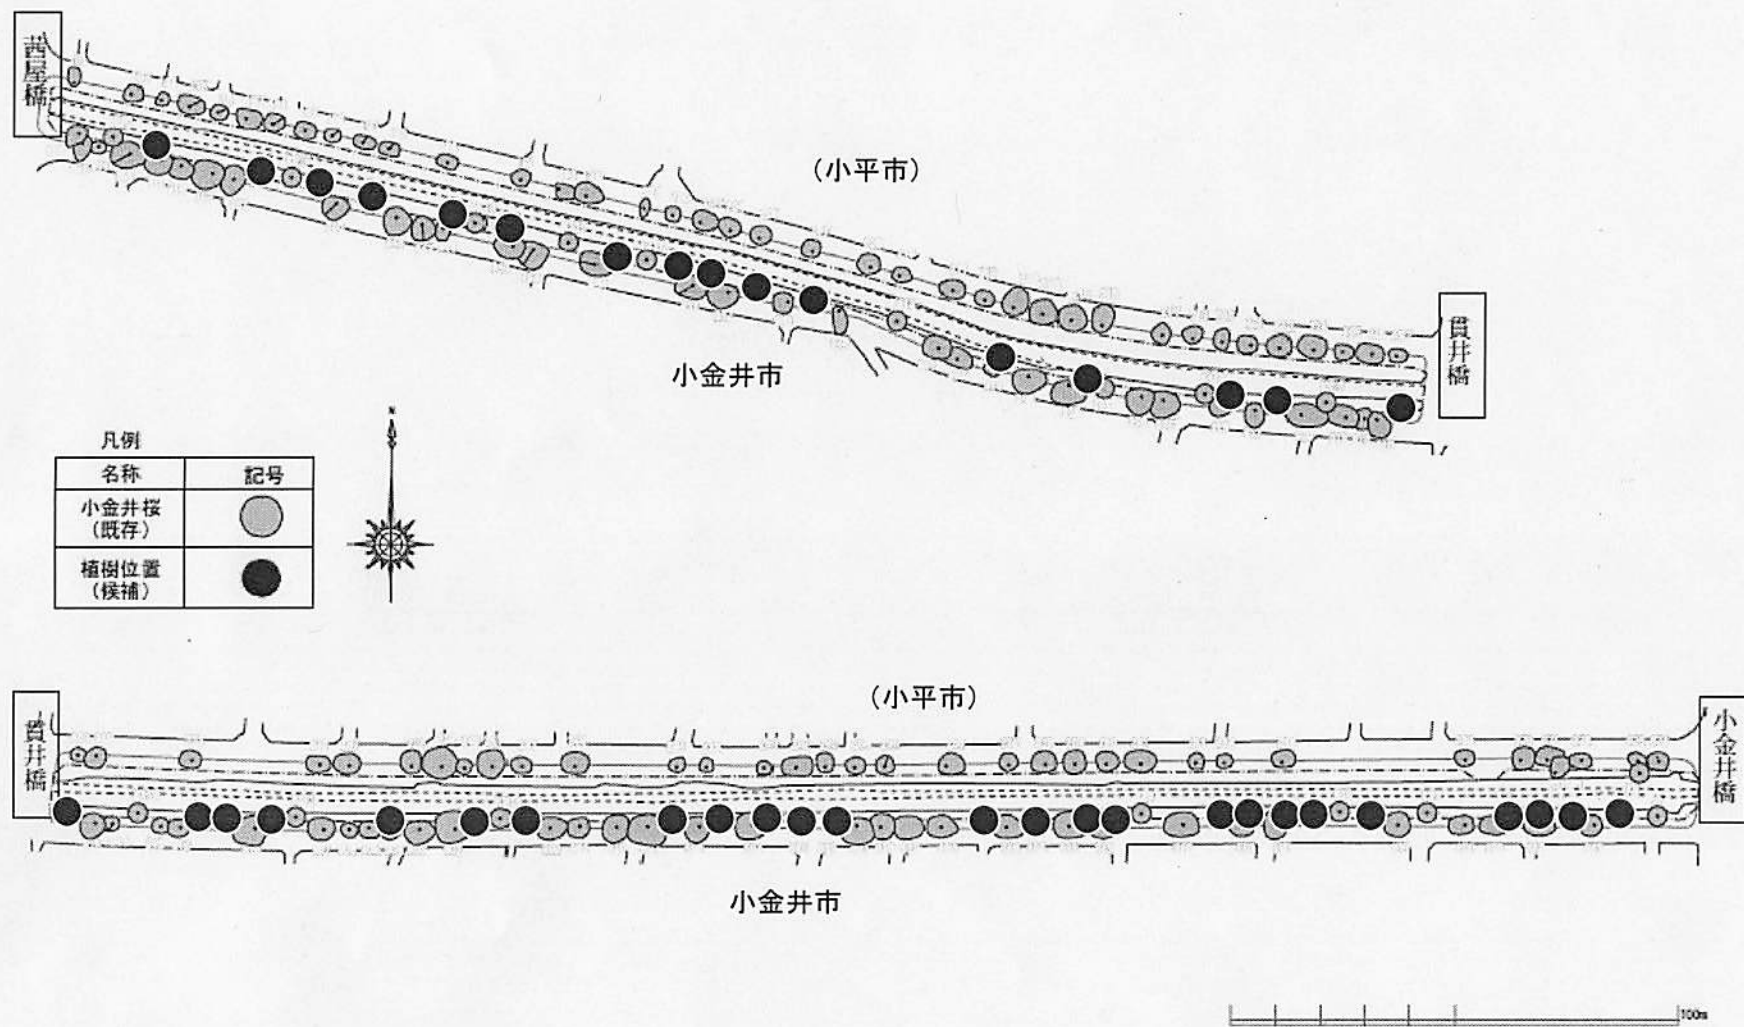 茜屋橋
(小平市)
小金井市
貫井橋
凡例
名称
記号
小金井桜
(既存)
植樹位置
(候補)
N
(小平市)
貫井橋
小金井橋
小金井市
100m